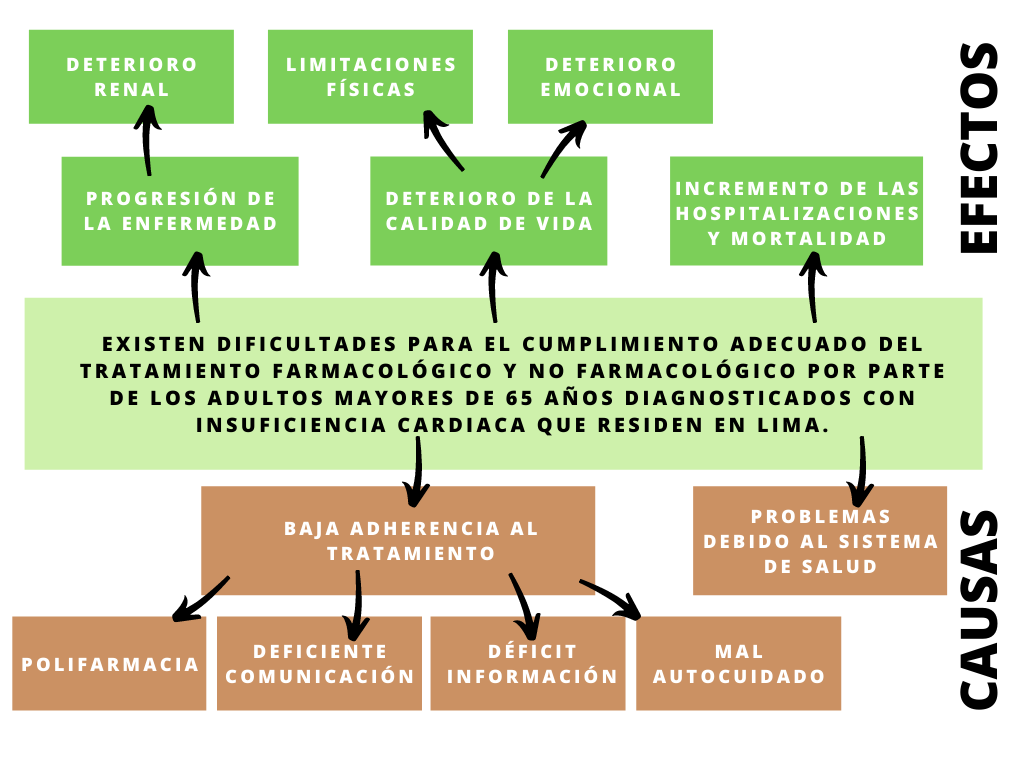 DETERIORO
RENAL
LIMITACIONES
FÍSICAS
DETERIORO
EMOCIONAL
EFECTOS
PROGRESIÓN DE
LA ENFERMEDAD
DETERIORO DE LA
CALIDAD DE VIDA
INCREMENTO DE LAS
HOSPITALIZACIONES
Y MORTALIDAD
EXISTEN DIFICULTADES PARA EL CUMPLIMIENTO ADECUADO DEL
TRATAMIENTO FARMACOLÓGICO Y NO FARMACOLÓGICO POR PARTE
DE LOS ADULTOS MAYORES DE 65 AÑOS DIAGNOSTICADOS CON
INSUFICIENCIA CARDIACA QUE RESIDEN EN LIMA.
BAJA ADHERENCIA AL
TRATAMIENTO
PROBLEMAS
DEBIDO AL SISTEMA
DE SALUD
CAUSAS
POLIFARMACIA
DEFICIENTE
COMUNICACIÓN
DÉFICIT
INFORMACIÓN
MAL
AUTOCUIDADO